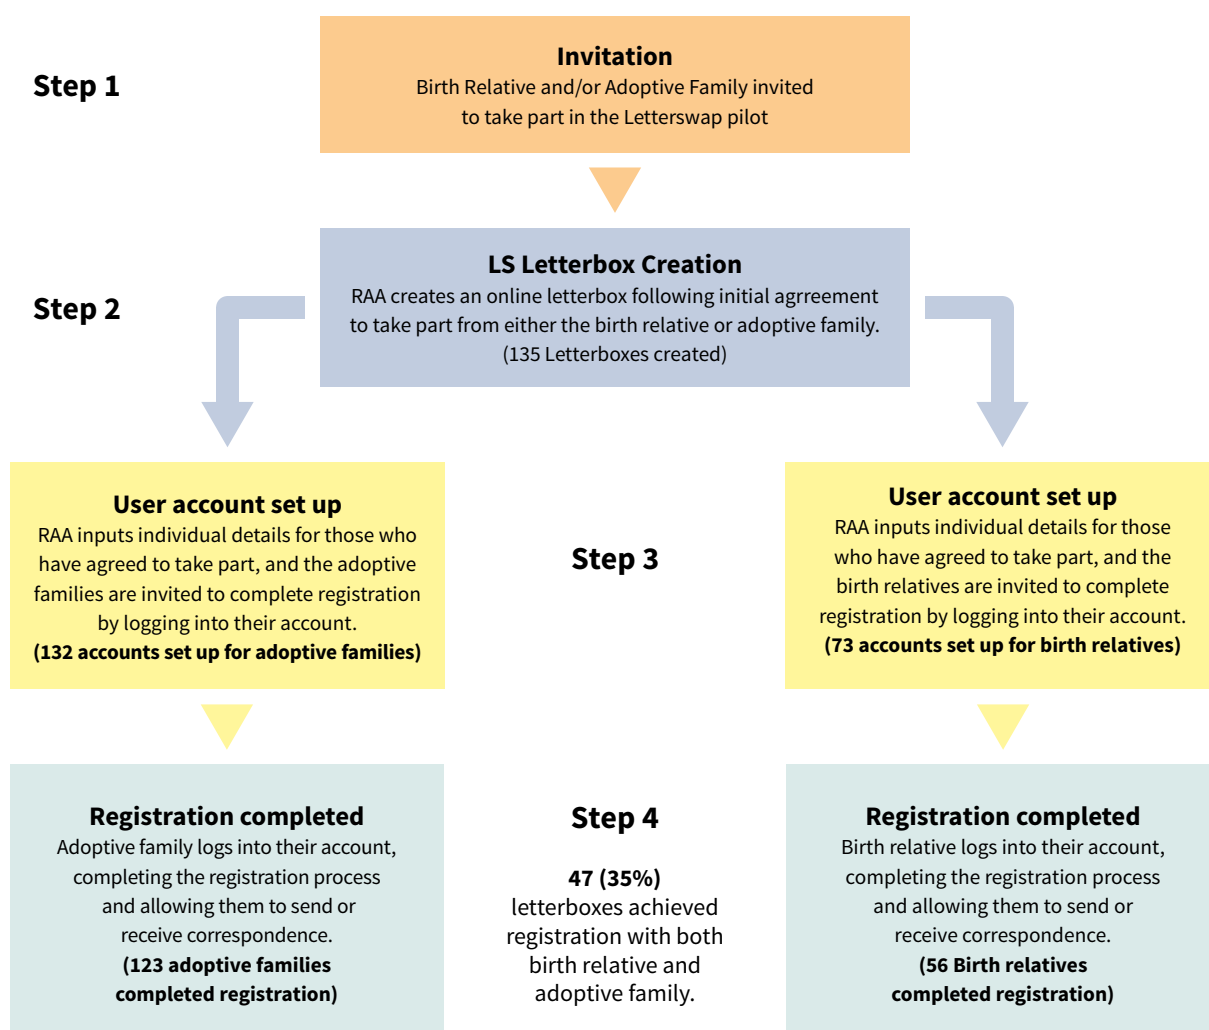 Step 1
Invitation
Birth Relative and/or Adoptive Family invited
to take part in the Letterswap pilot
Step 2
LS Letterbox Creation
RAA creates an online letterbox following initial agrreement
to take part from either the birth relative or adoptive family.
(135 Letterboxes created)
User account set up
RAA inputs individual details for those who
have agreed to take part, and the adoptive
families are invited to complete registration
by logging into their account.
(132 accounts set up for adoptive families)
Step 3
User account set up
RAA inputs individual details for those
who have agreed to take part, and the
birth relatives are invited to complete
registration by logging into their account.
(73 accounts set up for birth relatives)
Registration completed
Adoptive family logs into their account,
completing the registration process
and allowing them to send or
receive correspondence.
(123 adoptive families
completed registration)
Step 4
47 (35%)
letterboxes achieved
registration with both
birth relative and
adoptive family.
Registration completed
Birth relative logs into their account,
completing the registration process
and allowing them to send or
receive correspondence.
(56 Birth relatives
completed registration)